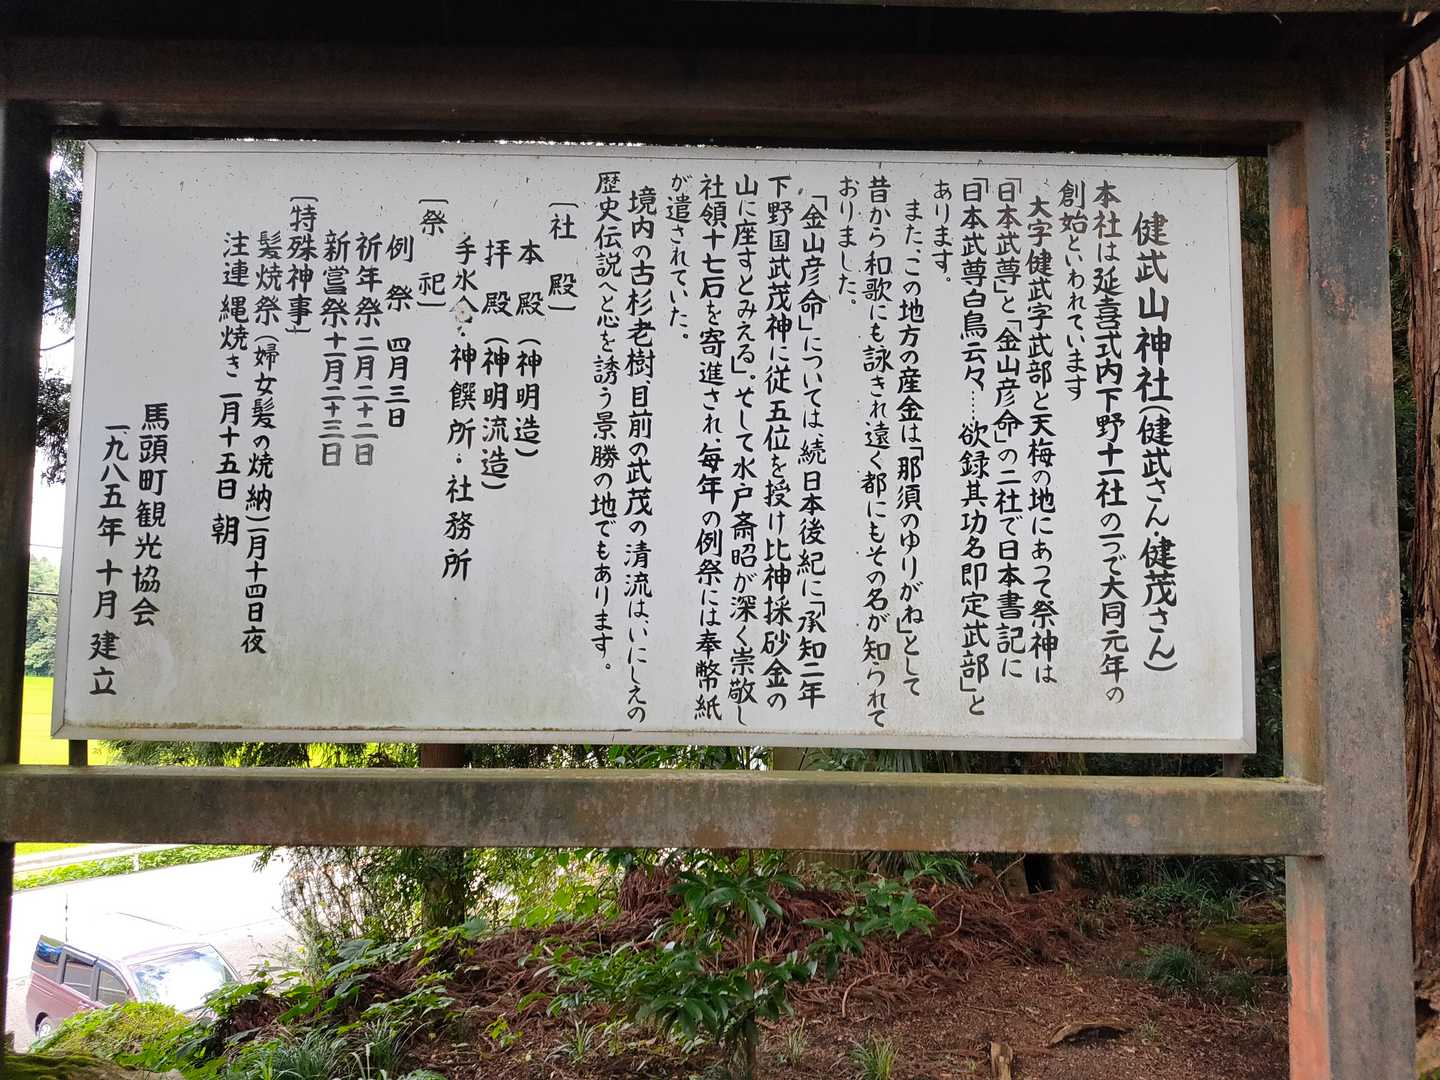 健武山神社(健武さん・健茂さん)
本社は延喜式内下野十一社の一つで大同元年の
創始といわれています
大字健武字武部と天梅の地にあって祭神は
「日本武尊」と「金山彦命」の二社で日本書記に
「日本武尊白鳥云々……欲録其功名即定武部」と
あります。
また、この地方の産金は「那須のゆりがね」として
昔から和歌にも詠き れ遠く都にもその名が知られて
おりました。
「金山彦命」については続日本後紀に「承知二年
下野国武茂神に従五位を授け比神採砂金の
山に座すとみえる」。そして水戸斎昭が深く崇敬し
社領十七石を寄進され、毎年の例祭には奉幣紙
が遣されていた。
境内の古杉老樹、目前の武茂の清流は、いにしえの
歴史伝説へと心を誘う景勝の地でもあります。
〔社殿〕
本殿(神明造)
拝殿(神明流造)
手水 ・神饌所・社務所
〔祭祀〕
例祭 四月三日
祈年祭 二月二十二日
新嘗祭 十一月二十三日
〔特殊神事〕
髪焼祭(婦女髪の焼納)一月十四日夜
注連縄焼き 一月十五日 朝
馬頭町観光協会
一九八五年 十月 建立